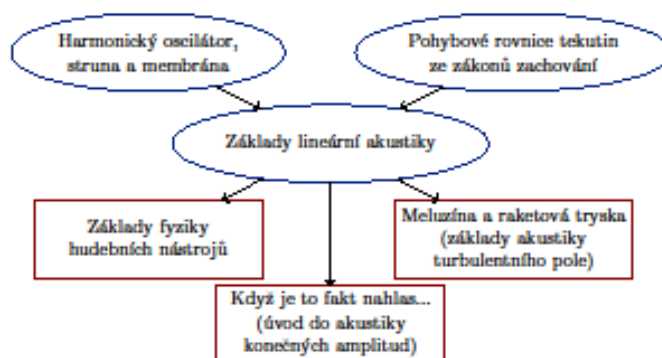 Harmonický oscilátor,
struna a membrána
Pohybové rovnice tekutin
ze zákonů zachování
Základy lineární akustiky
Základy fyziky
hudebních nástrojů
Meluzína a raketová tryska
(základy akustiky
turbulentního pole)
Když je to fakt nahlas...
(úvod do akustiky
konečných amplitud)